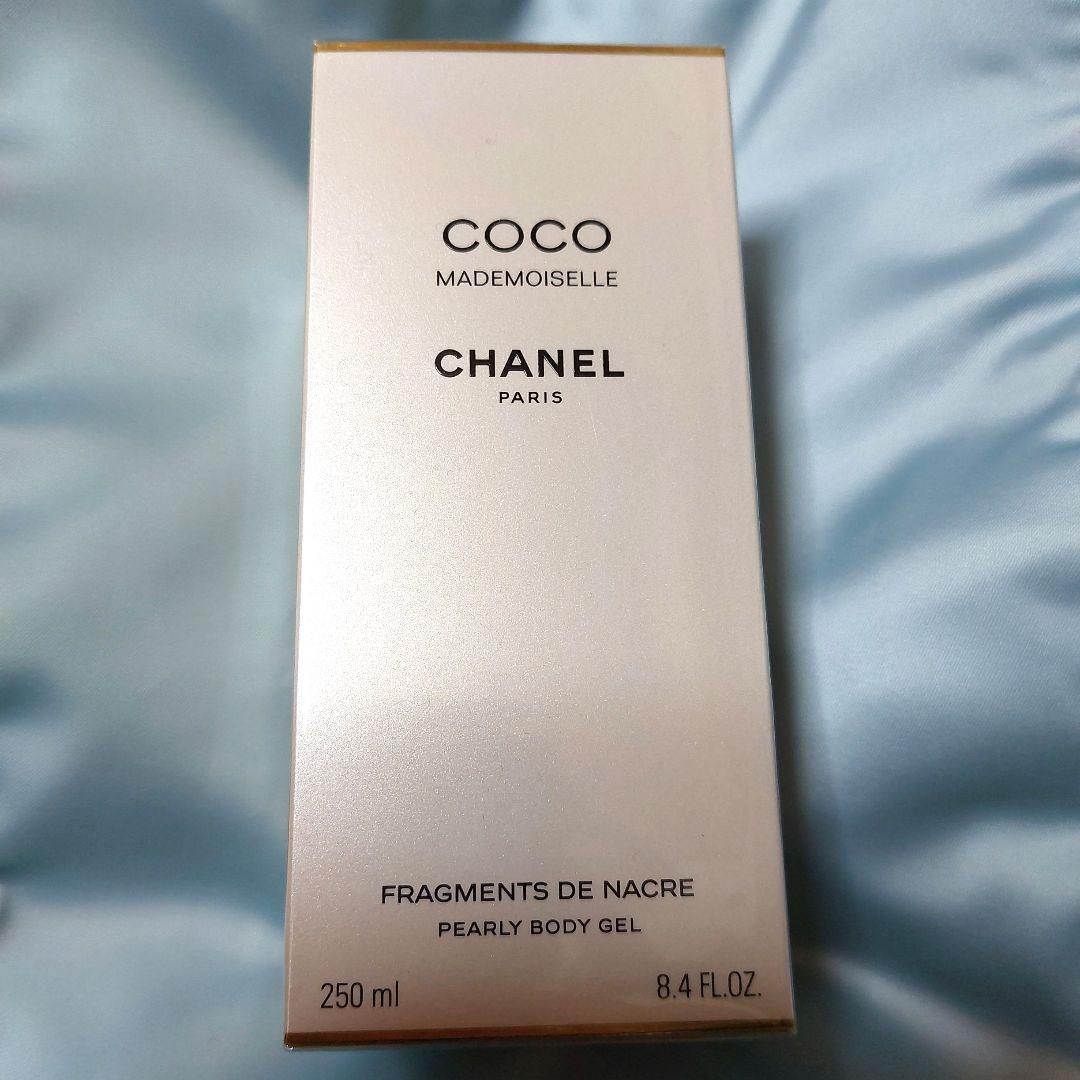 COCO
MADEMOISELLE
CHANEL
PARIS
FRAGMENTS DE NACRE
PEARLY BODY GEL
250 ml
8.4 FL.OZ.